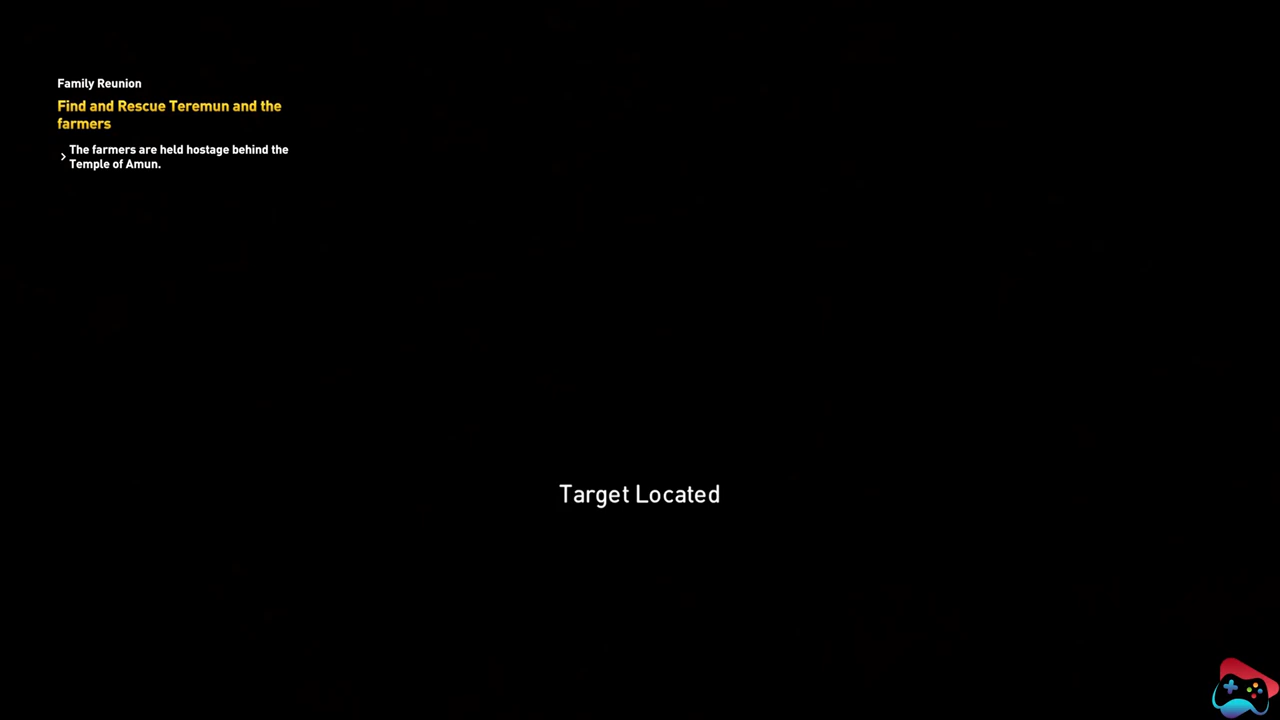 Family Reunion
Find and Rescue Teremun and the
farmers
The farmers are held hostage behind the
Temple of Amun.
Target Located